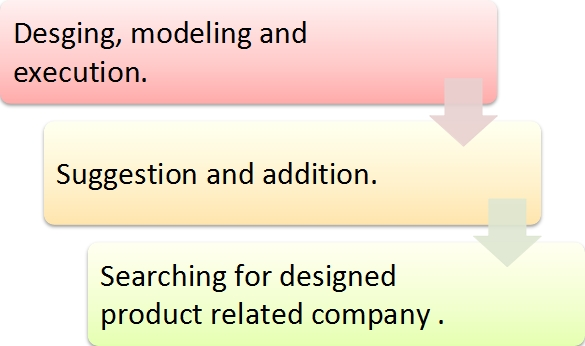 Desging, modeling and
execution.
Suggestion and addition.
Searching for designed
product related company .